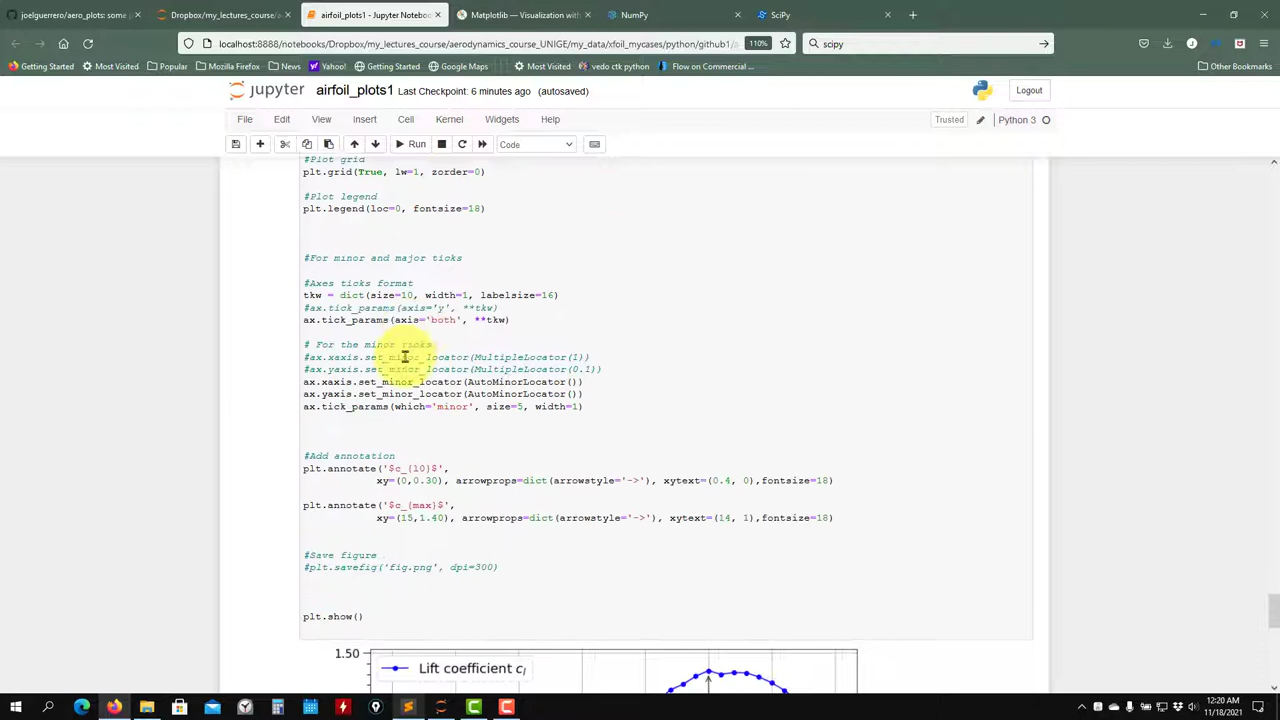 joelguerrero/aero_plots: some p
Dropbox/my_lectures_course/a
airfoil_plots1 - Jupyter Noteboo
Matplotlib — Visualization with
NumPy
SciPy
localhost:8888/notebooks/Dropbox/my_lectures_course/aerodynamics_course_UNIGE/my_data/xfoil_mycases/python/github1/a
110%
scipy
Getting Started
Most Visited
Popular
Mozilla Firefox
News
Yahoo!
Getting Started
Google Maps
Most Visited
vedo ctk python
Flow on Commercial ...
Other Bookmarks
jupyter airfoil_plots1 Last Checkpoint: 6 minutes ago (autosaved)
Logout
File Edit View Insert Cell Kernel Widgets Help
Trusted
Python 3
Run
Code
#Plot grid
plt.grid(True, lw=1, zorder=0)
#Plot legend
plt.legend(loc=0, fontsize=18)
#For minor and major ticks
#Axes ticks format
tkw = dict(size=10, width=1, labelsize=16)
#ax.tick_params(axis='y', **tkw)
ax.tick_params(axis='both', **tkw)
# For the minor ticks
#ax.xaxis.set_minor_locator(MultipleLocator(1))
#ax.yaxis.set_minor_locator(MultipleLocator(0.1))
ax.xaxis.set_minor_locator(AutoMinorLocator())
ax.yaxis.set_minor_locator(AutoMinorLocator())
ax.tick_params(which='minor', size=5, width=1)
#Add annotation
plt.annotate('$c_{l0}$',
xy=(0,0.30), arrowprops=dict(arrowstyle='->'), xytext=(0.4, 0),fontsize=18)
plt.annotate('$c_{max}$',
xy=(15,1.40), arrowprops=dict(arrowstyle='->'), xytext=(14, 1),fontsize=18)
#Save figure
#plt.savefig('fig.png', dpi=300)
plt.show()
1.50
Lift coefficient cl
12:20 AM
11/18/2021